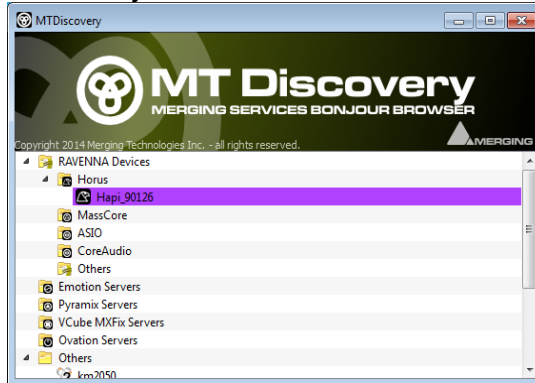 MTDiscovery
MT Discovery
MERGING SERVICES BONJOUR BROWSER
Copyright 2014 Merging Technologies Inc. - all rights reserved.
MERGING
RAVENNA Devices
Horus
Hapi_90126
MassCore
ASIO
CoreAudio
Others
Emotion Servers
Pyramix Servers
VCube MXFix Servers
Ovation Servers
Others
km2050